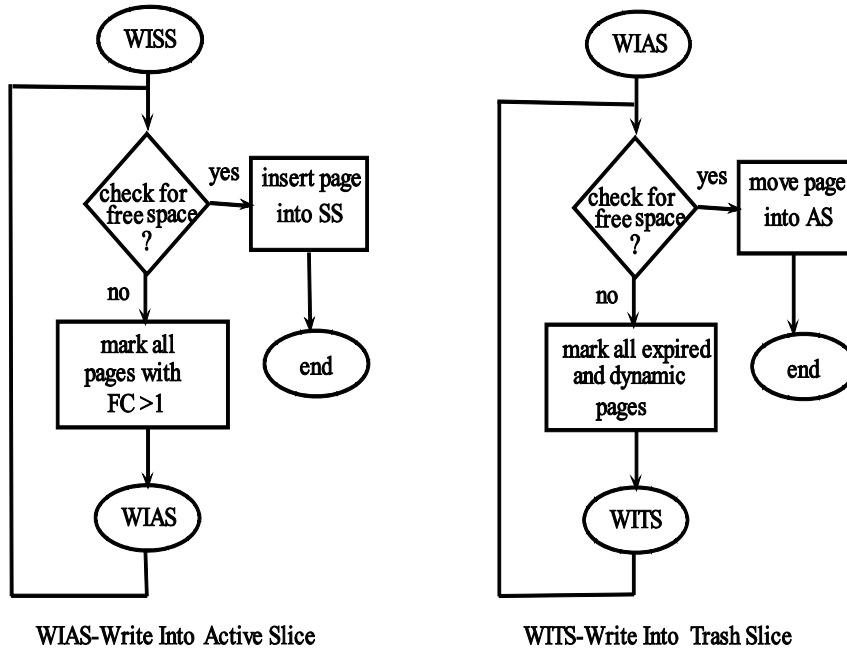 WISS
check for
free space
?
yes
insert page
into SS
no
mark all
pages with
FC >1
end
WIAS
WIAS-Write Into Active Slice
WIAS
check for
free space
?
yes
move page
into AS
no
mark all expired
and dynamic
pages
end
WITS
WITS-Write Into Trash Slice